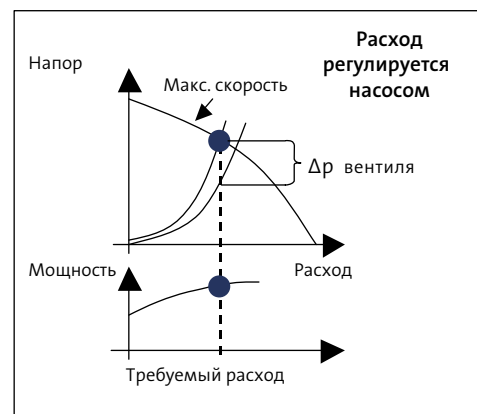 Расход
регулируется
насосом
Напор
Макс. скорость
Δp вентиля
Мощность
Расход
Требуемый расход